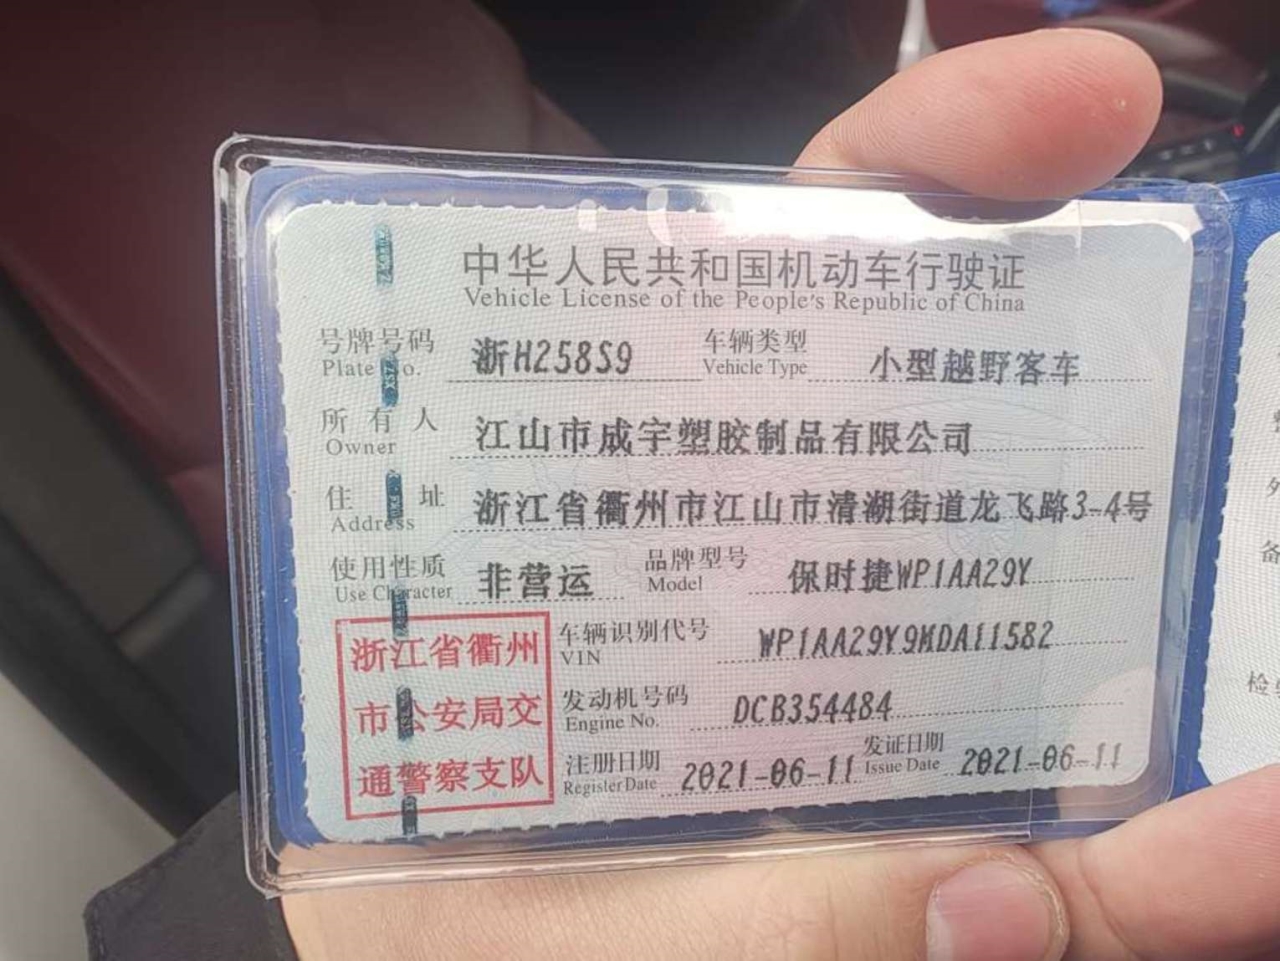 中华人民共和国机动车行驶证
Vehicle License of the People's Republic of China
号牌号码 浙H258S9 车辆类型 小型越野客车
Plate No. Vehicle Type
所有人 江山市成宇塑胶制品有限公司
Owner
住址 浙江省衢州市江山市清湖街道龙飞路3-4号
Address
使用性质 非营运 品牌型号 保时捷WP1AA29Y
Use Character Model
浙江省衢州
市公安局交
通警察支队
车辆识别代号 WP1AA29Y9MDA11582
VIN
发动机号码 DCB354484
Engine No.
注册日期 2021-06-11 发证日期 2021-06-11
Register Date Issue Date